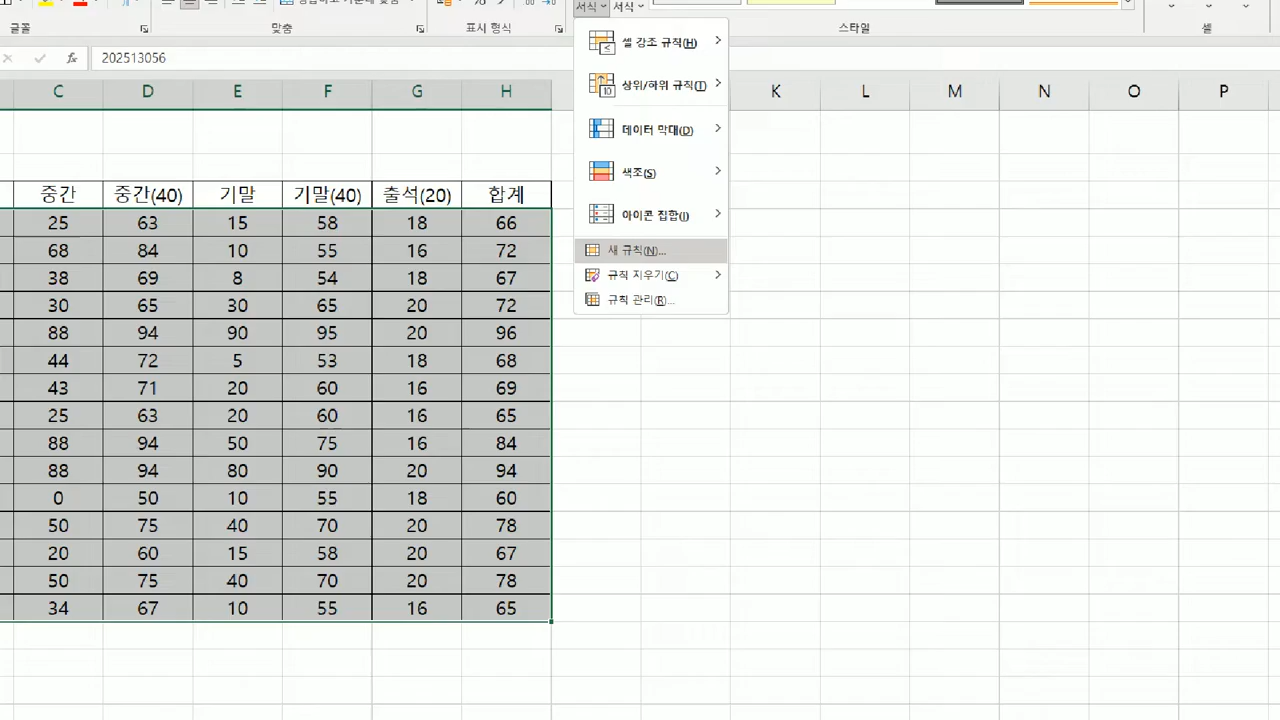 서식 서식
글꼴 맞춤 표시 형식 스타일 셀
fx 202513056
C D E F G H K L M N O P
셀 강조 규칙(H)
상위/하위 규칙(T)
데이터 막대(D)
색조(S)
아이콘 집합(I)
새 규칙(N)...
규칙 지우기(C)
규칙 관리(R)...
중간 중간(40) 기말 기말(40) 출석(20) 합계
25 63 15 58 18 66
68 84 10 55 16 72
38 69 8 54 18 67
30 65 30 65 20 72
88 94 90 95 20 96
44 72 5 53 18 68
43 71 20 60 16 69
25 63 20 60 16 65
88 94 50 75 16 84
88 94 80 90 20 94
0 50 10 55 18 60
50 75 40 70 20 78
20 60 15 58 20 67
50 75 40 70 20 78
34 67 10 55 16 65